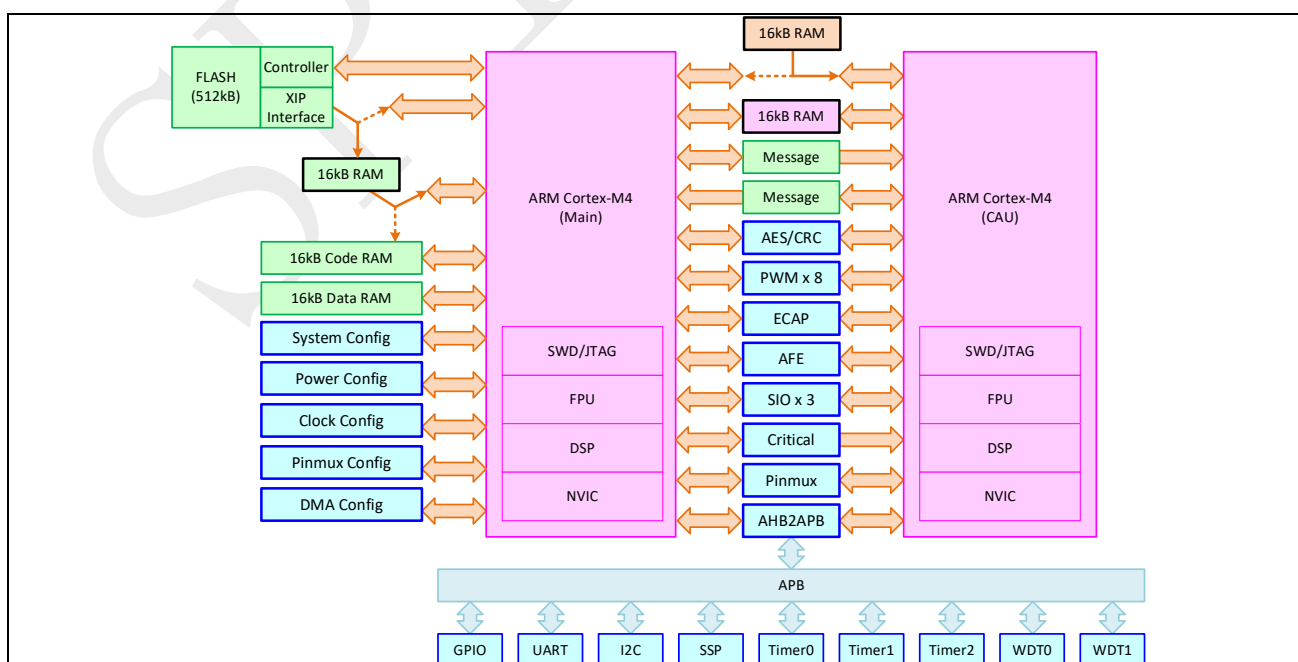 16kB RAM
FLASH
(512kB)
Controller
XIP
Interface
16kB RAM
16kB RAM
Message
Message
ARM Cortex-M4
(Main)
ARM Cortex-M4
(CAU)
AES/CRC
16kB Code RAM
PWM x 8
16kB Data RAM
ECAP
System Config
SWD/JTAG
AFE
SWD/JTAG
Power Config
FPU
SIO x 3
FPU
Clock Config
DSP
Critical
DSP
Pinmux Config
NVIC
Pinmux
NVIC
DMA Config
AHB2APB
APB
GPIO
UART
I2C
SSP
Timer0
Timer1
Timer2
WDT0
WDT1